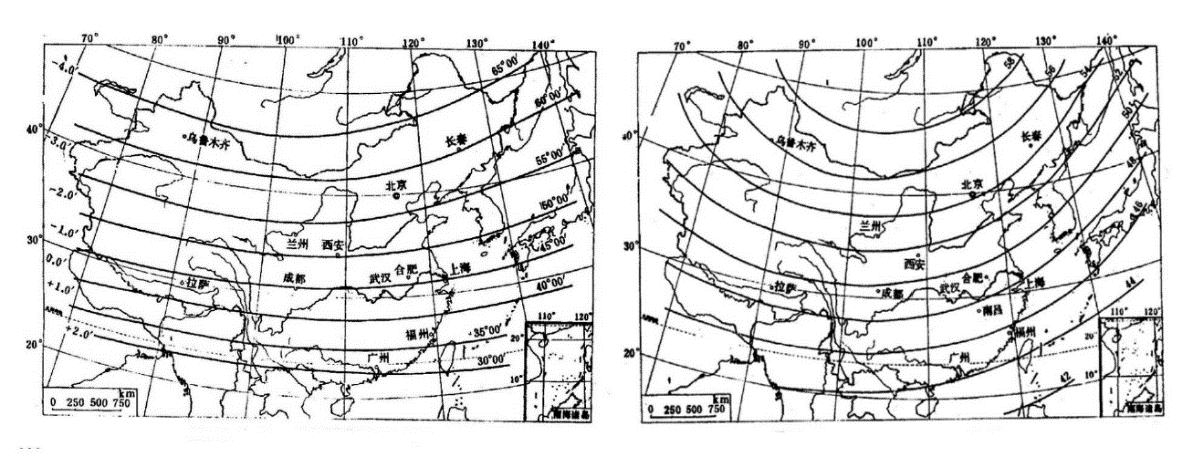 70° 80° 90° 100° 110° 120° 130° 140°
-4.0' 65°00'
60°00'
乌鲁木齐 长春
40° -3.0' 55°00'
北京
-2.0' 50°00'
兰州 西安 45°00'
-1.0'
30° 成都 武汉 合肥 上海
0.0' 拉萨 40°00'
+1.0'
福州 35°00'
+2.0' 110° 120°
广州 30°00' 20°
20° 10°
km
0 250 500 750
南海诸岛
70° 80° 90° 100° 110° 120° 130° 140°
58 56 54 52
50
40° 乌鲁木齐 长春
48
北京
兰州 46
30° 西安
拉萨 成都 武汉 合肥 上海
44
南昌
福州 110° 120°
广州 20°
20° 42 10°
km
0 250 500 750
南海诸岛